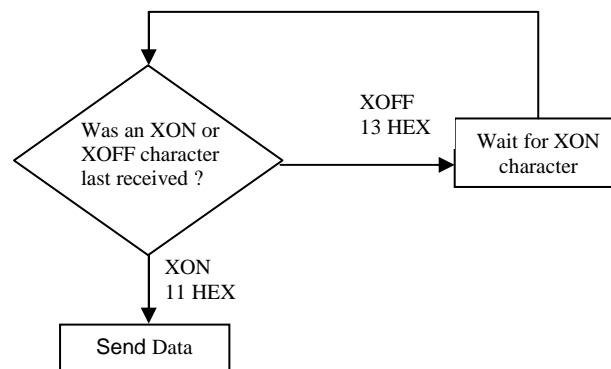 Was an XON or
XOFF character
last received ?
XOFF
13 HEX
Wait for XON
character
XON
11 HEX
Send Data